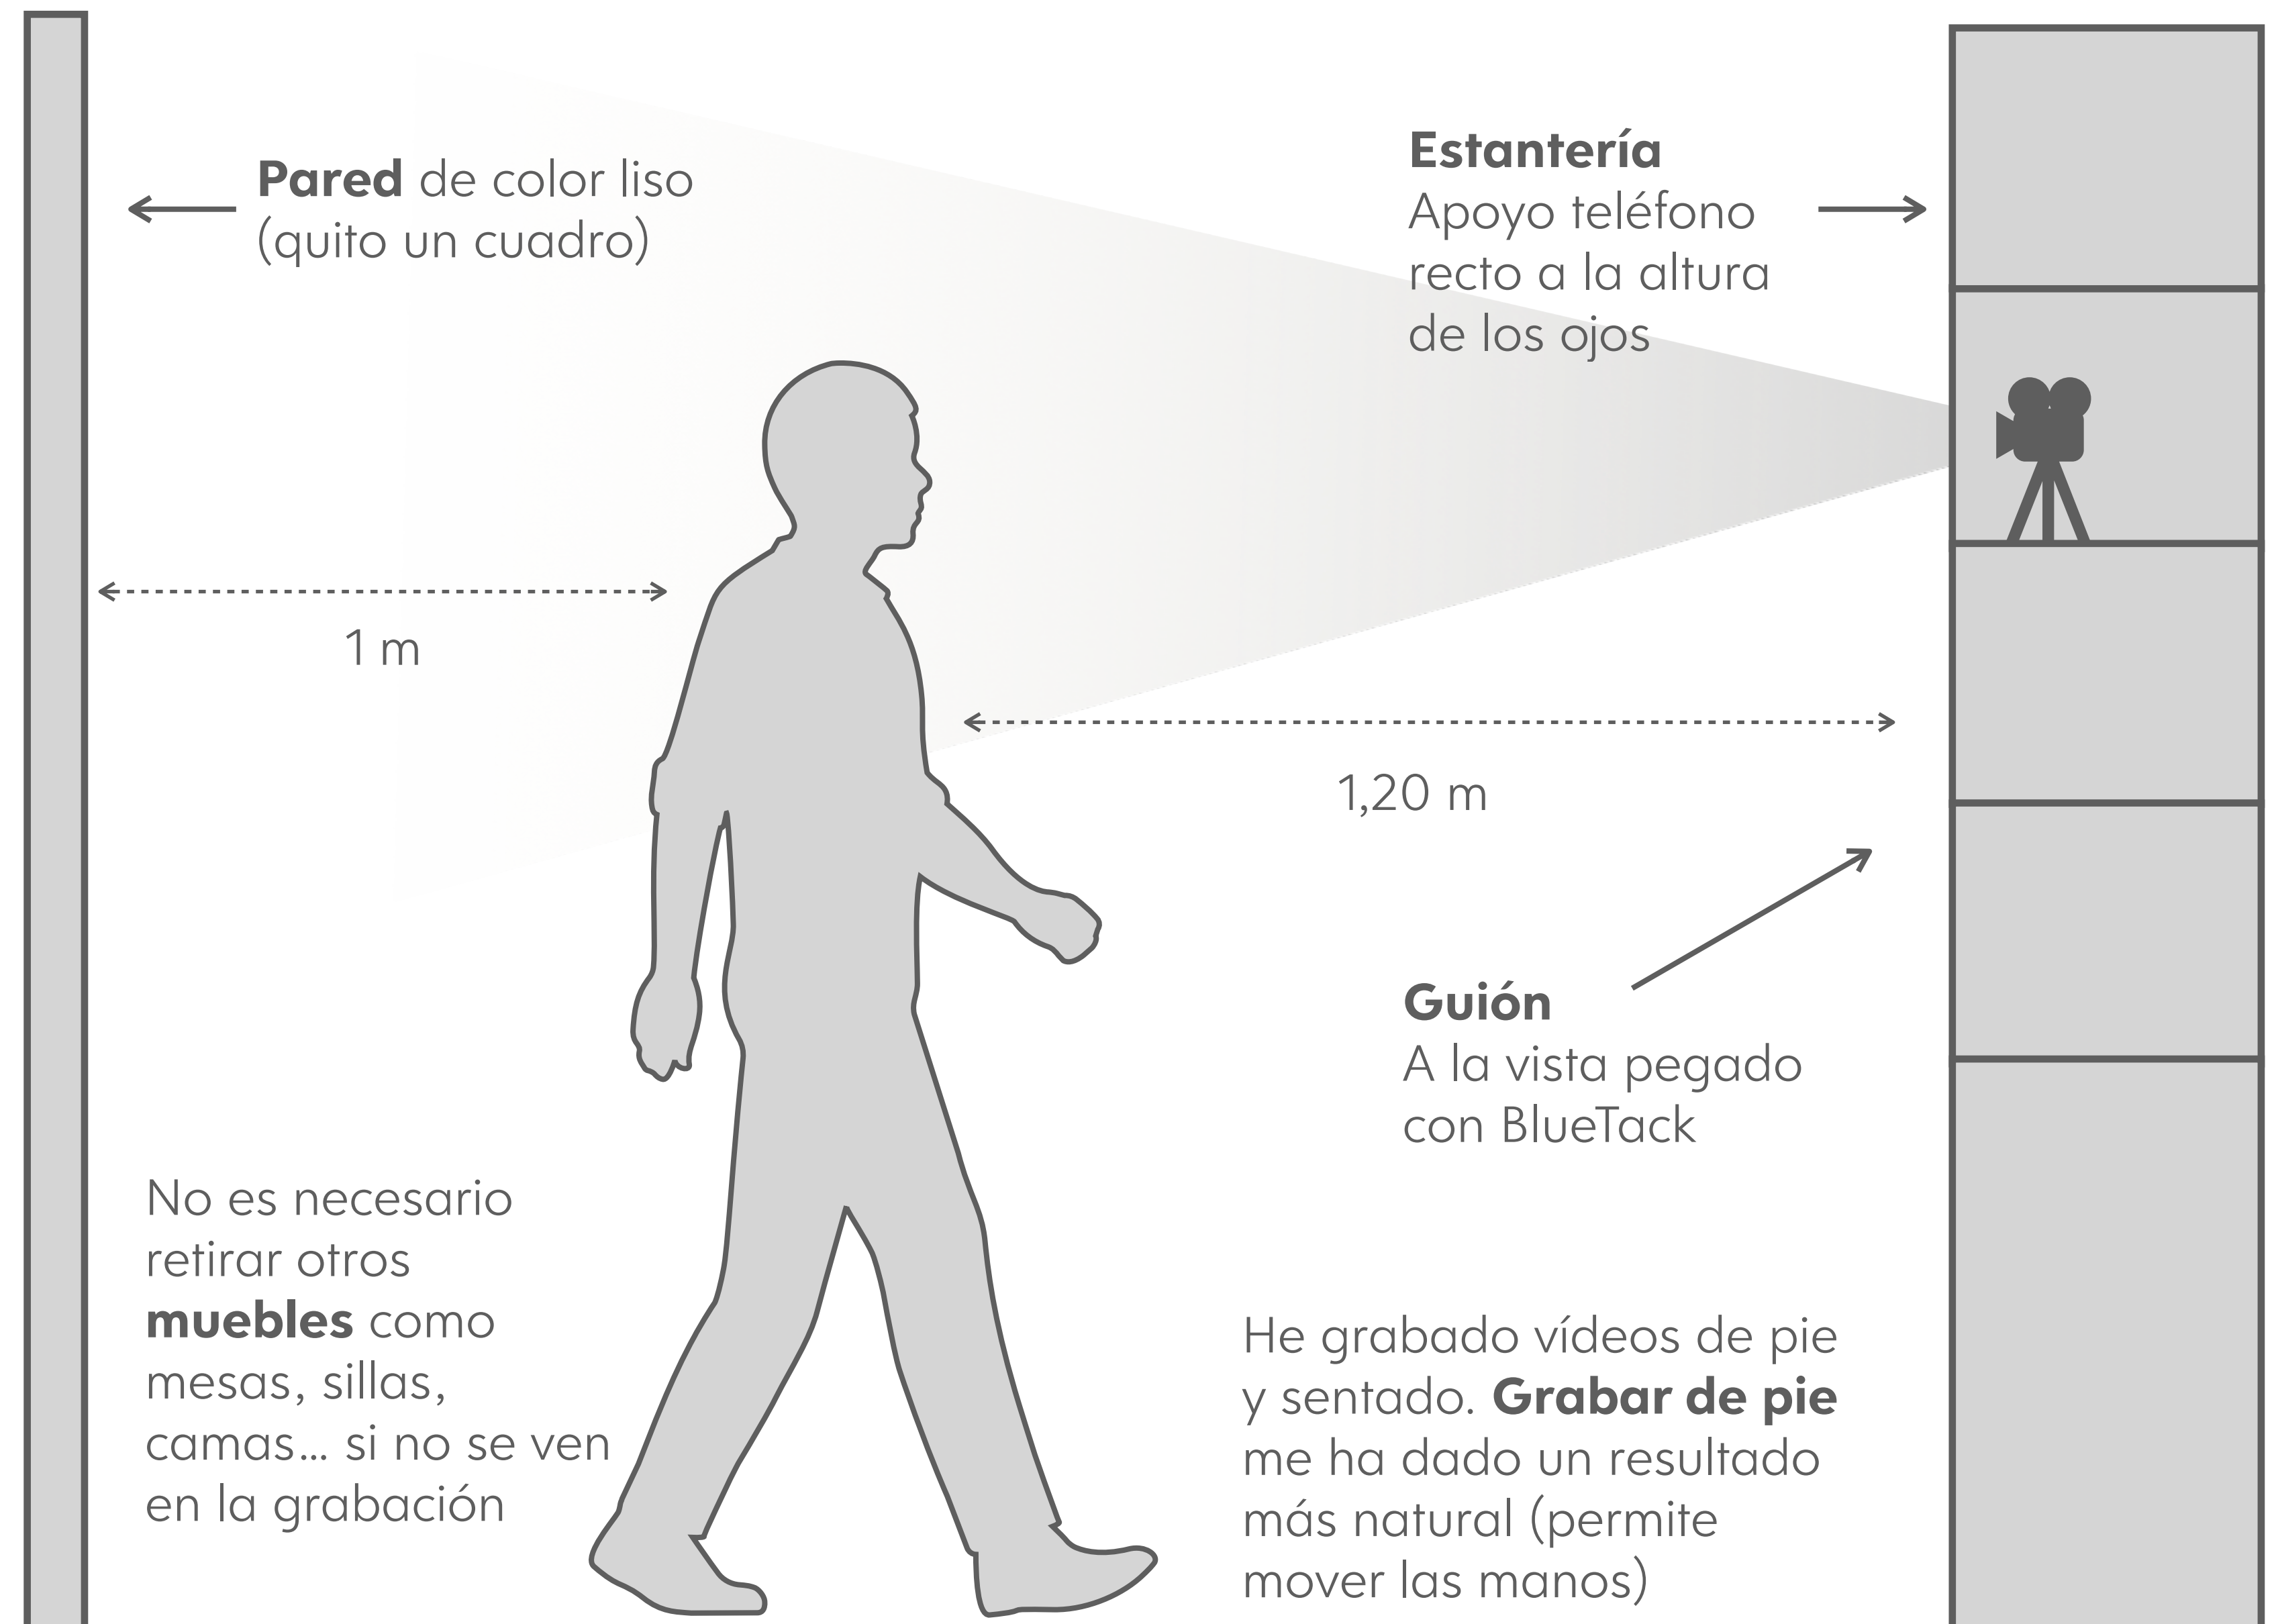 Pared de color liso
(quito un cuadro)
Estantería
Apoyo teléfono
recto a la altura
de los ojos
1 m
1,20 m
Guión
A la vista pegado
con BlueTack
No es necesario
retirar otros
muebles como
mesas, sillas,
camas... si no se ven
en la grabación
He grabado vídeos de pie
y sentado. Grabar de pie
me ha dado un resultado
más natural (permite
mover las manos)